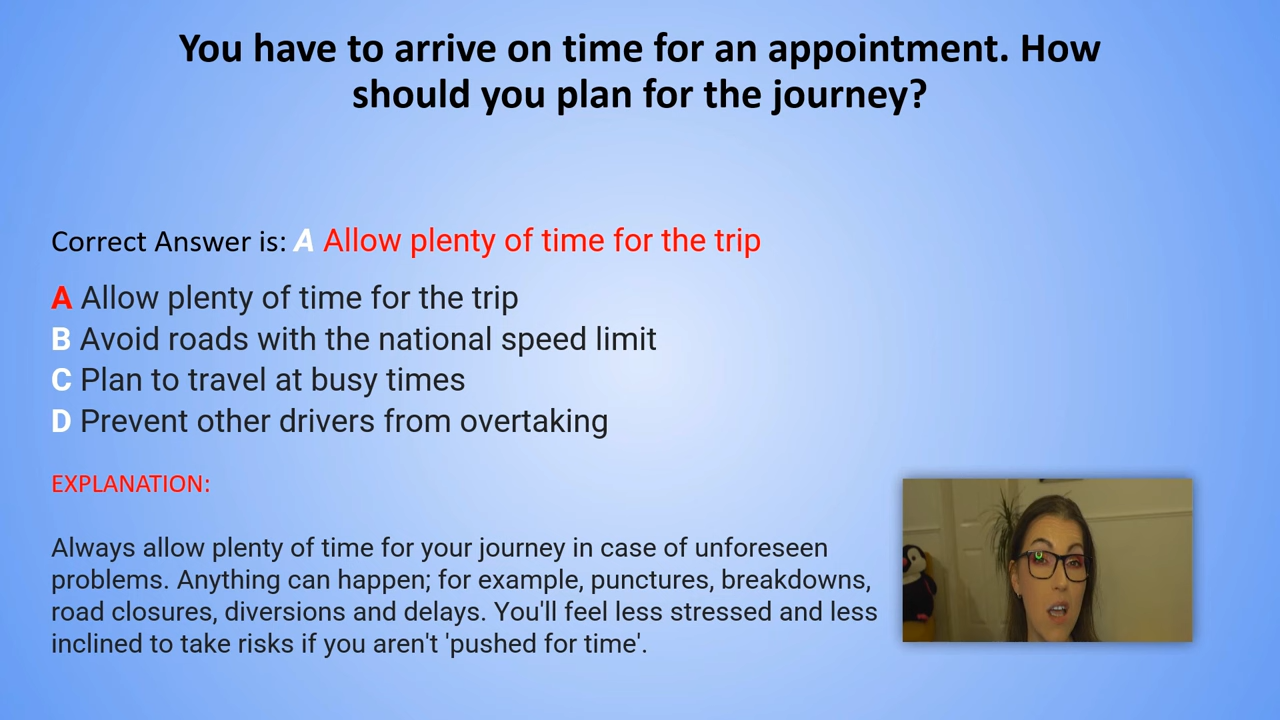 You have to arrive on time for an appointment. How
should you plan for the journey?
Correct Answer is: A Allow plenty of time for the trip
A Allow plenty of time for the trip
B Avoid roads with the national speed limit
C Plan to travel at busy times
D Prevent other drivers from overtaking
EXPLANATION:
Always allow plenty of time for your journey in case of unforeseen
problems. Anything can happen; for example, punctures, breakdowns,
road closures, diversions and delays. You'll feel less stressed and less
inclined to take risks if you aren't 'pushed for time'.